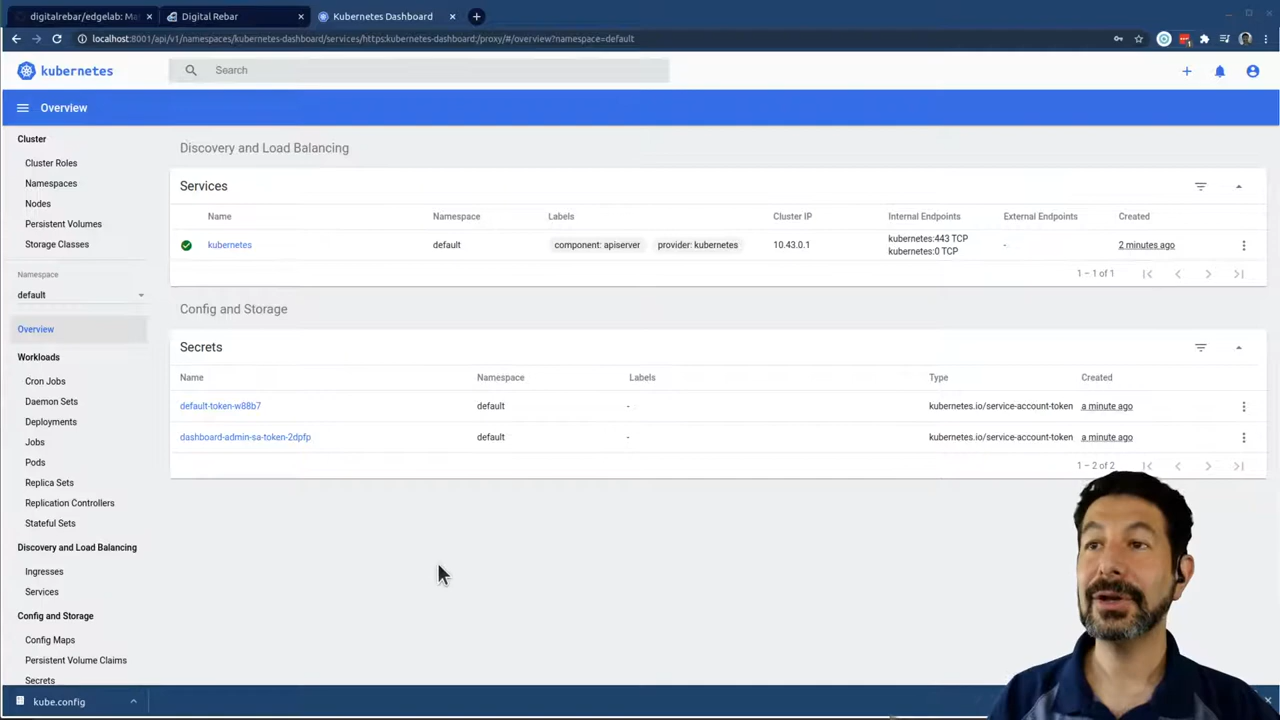 digitalrebar/edgelab: Ma
Digital Rebar
Kubernetes Dashboard
localhost:8001/api/v1/namespaces/kubernetes-dashboard/services/https:kubernetes-dashboard:/proxy/#/overview?namespace=default
kubernetes
Search
Overview
Cluster
Cluster Roles
Namespaces
Nodes
Persistent Volumes
Storage Classes
Namespace
default
Overview
Workloads
Cron Jobs
Daemon Sets
Deployments
Jobs
Pods
Replica Sets
Replication Controllers
Stateful Sets
Discovery and Load Balancing
Ingresses
Services
Config and Storage
Config Maps
Persistent Volume Claims
Secrets
Discovery and Load Balancing
Services
Name Namespace Labels Cluster IP Internal Endpoints External Endpoints Created
kubernetes default component: apiserver provider: kubernetes 10.43.0.1 kubernetes:443 TCP - 2 minutes ago
kubernetes:0 TCP
1 – 1 of 1
Config and Storage
Secrets
Name Namespace Labels Type Created
default-token-w88b7 default - kubernetes.io/service-account-token a minute ago
dashboard-admin-sa-token-2dpfp default - kubernetes.io/service-account-token a minute ago
1 – 2 of 2
kube.config